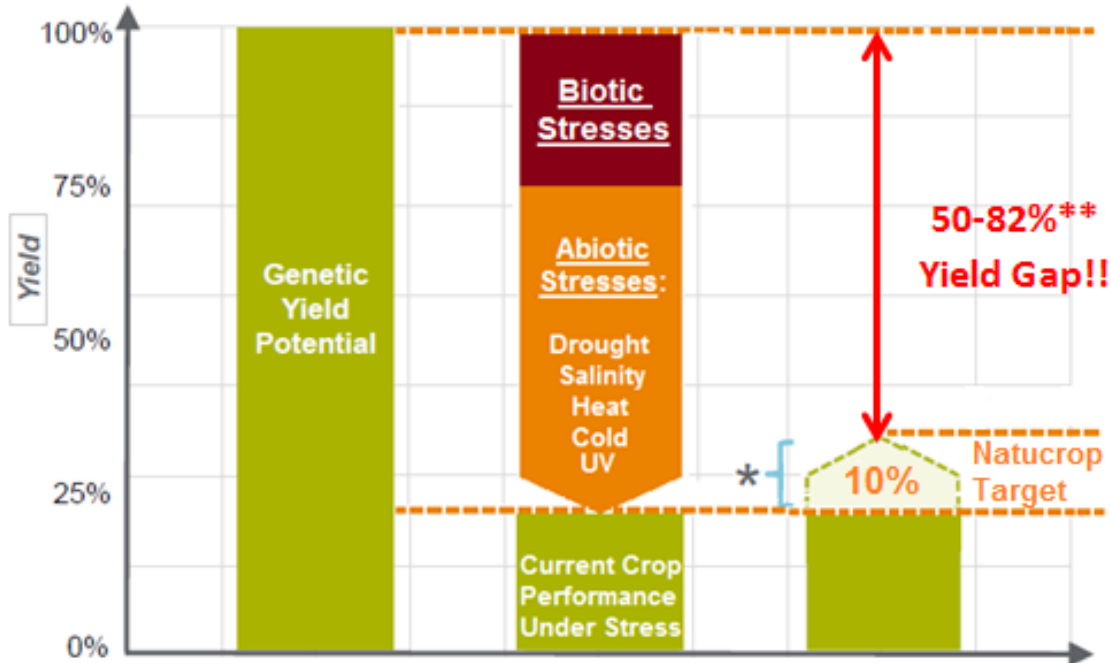 100%
75%
50%
25%
0%
Yield
Genetic
Yield
Potential
Biotic
Stresses
Abiotic
Stresses:
Drought
Salinity
Heat
Cold
UV
Current Crop
Performance
Under Stress
50-82%**
Yield Gap!!
*
10%
Natucrop
Target